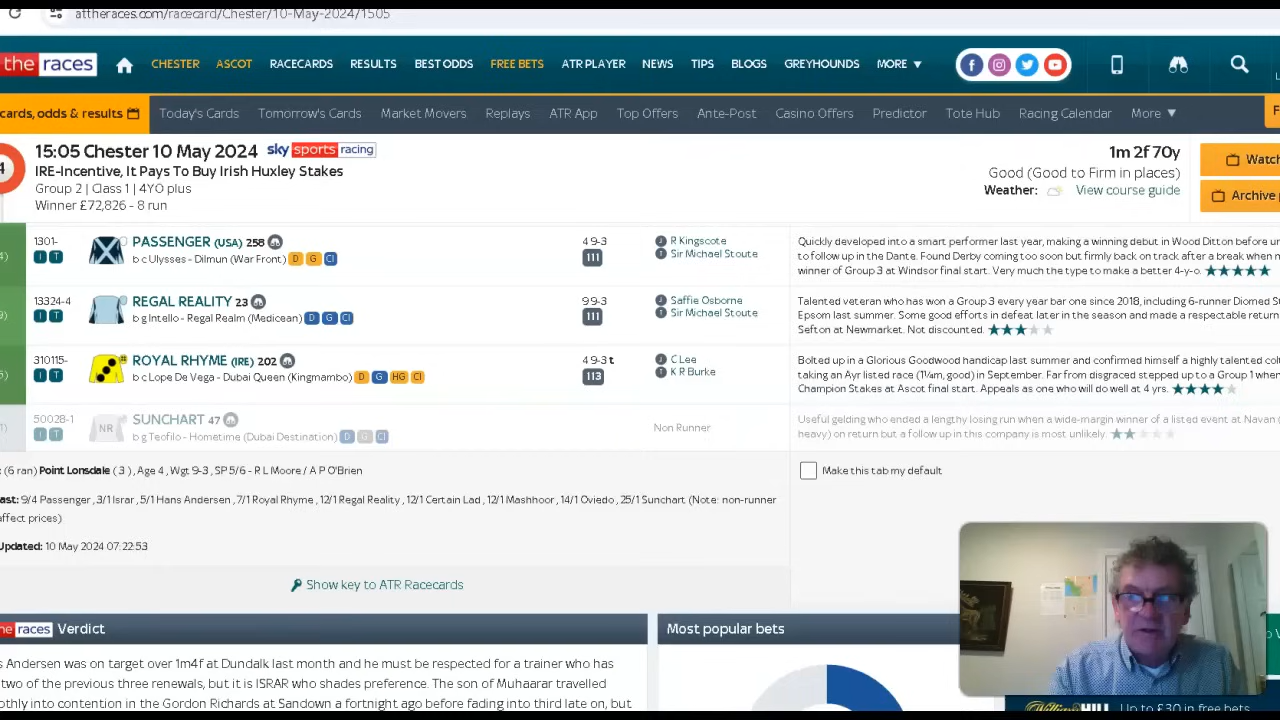 attheraces.com/racecard/Chester/10-May-2024/1505
the races CHESTER ASCOT RACECARDS RESULTS BEST ODDS FREE BETS ATR PLAYER NEWS TIPS BLOGS GREYHOUNDS MORE
cards, odds & results Today's Cards Tomorrow's Cards Market Movers Replays ATR App Top Offers Ante-Post Casino Offers Predictor Tote Hub Racing Calendar More
15:05 Chester 10 May 2024 sky sports racing 1m 2f 70y
IRE-Incentive, It Pays To Buy Irish Huxley Stakes Good (Good to Firm in places)
Group 2 | Class 1 | 4YO plus Weather: View course guide
Winner £72,826 - 8 run
Watch
Archive
1301- PASSENGER (USA) 258 4 9-3 R Kingscote Quickly developed into a smart performer last year, making a winning debut in Wood Ditton before
I T b c Ulysses - Dilmun (War Front) D G CI 111 Sir Michael Stoute to follow up in the Dante. Found Derby coming too soon but firmly back on track after a break when
winner of Group 3 at Windsor final start. Very much the type to make a better 4-y-o.
13324-4 REGAL REALITY 23 9 9-3 Saffie Osborne Talented veteran who has won a Group 3 every year bar one since 2018, including 6-runner Diomed
I T b g Intello - Regal Realm (Medicean) D G CI 111 Sir Michael Stoute Epsom last summer. Some good efforts in defeat later in the season and made a respectable return
Sefton at Newmarket. Not discounted.
310115- ROYAL RHYME (IRE) 202 4 9-3 t C Lee Bolted up in a Glorious Goodwood handicap last summer and confirmed himself a highly talented
I T b c Lope De Vega - Dubai Queen (Kingmambo) D G HG CI 113 K R Burke taking an Ayr listed race (1¼m, good) in September. Far from disgraced stepped up to a Group 1 when
Champion Stakes at Ascot final start. Appeals as one who will do well at 4 yrs.
50028-1 SUNCHART 47 Non Runner Useful gelding who ended a lengthy losing run when a wide-margin winner of a listed event at Navan
I T NR b g Teofilo - Hometime (Dubai Destination) D G CI heavy) on return but a follow up in this company is most unlikely.
(6 ran) Point Lonsdale ( 3 ) , Age 4 , Wgt 9-3 , SP 5/6 - R L Moore / A P O'Brien Make this tab my default
9/4 Passenger , 3/1 Israr, 5/1 Hans Andersen , 7/1 Royal Rhyme , 12/1 Regal Reality , 12/1 Certain Lad , 12/1 Mashhoor , 14/1 Oviedo , 25/1 Sunchart (Note: non-runner
affect prices)
Updated: 10 May 2024 07:22:53
Show key to ATR Racecards
the races Verdict Most popular bets
Andersen was on target over 1m4f at Dundalk last month and he must be respected for a trainer who has
two of the previous three renewals, but it is ISRAR who shades preference. The son of Muhaarar travelled
into contention in the Gordon Richards at Sandown a fortnight ago before fading into third late on, but
William HILL Up to £30 in free bets